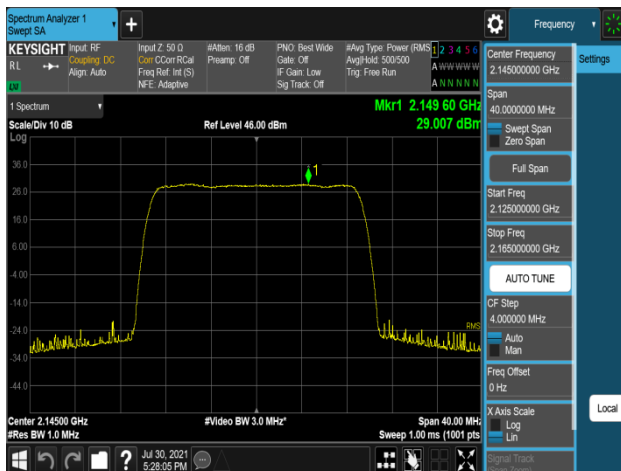 Spectrum Analyzer 1
Swept SA
+
Frequency
KEYSIGHT
Input: RF
Coupling: DC
Align: Auto
Input Z: 50 Ω
Corr CCorr RCal
Freq Ref: Int (S)
NFE: Adaptive
#Atten: 16 dB
Preamp: Off
PNO: Best Wide
Gate: Off
IF Gain: Low
Sig Track: Off
#Avg Type: Power (RMS
Avg|Hold: 500/500
Trig: Free Run
1 2 3 4 5 6
A W W W W W
A N N N N N
R L
LW
1 Spectrum
Scale/Div 10 dB
Ref Level 46.00 dBm
Mkr1 2.149 60 GHz
29.007 dBm
Log
36.0
26.0
16.0
6.00
-4.00
-14.0
-24.0
-34.0
-44.0
1
RMS
Center 2.14500 GHz
#Res BW 1.0 MHz
#Video BW 3.0 MHz*
Span 40.00 MHz
Sweep 1.00 ms (1001 pts)
Jul 30, 2021
5:28:05 PM
?
Center Frequency
2.145000000 GHz
Span
40.0000000 MHz
Swept Span
Zero Span
Full Span
Start Freq
2.125000000 GHz
Stop Freq
2.165000000 GHz
AUTO TUNE
CF Step
4.000000 MHz
Auto
Man
Freq Offset
0 Hz
X Axis Scale
Log
Lin
Signal Track
Settings
Local